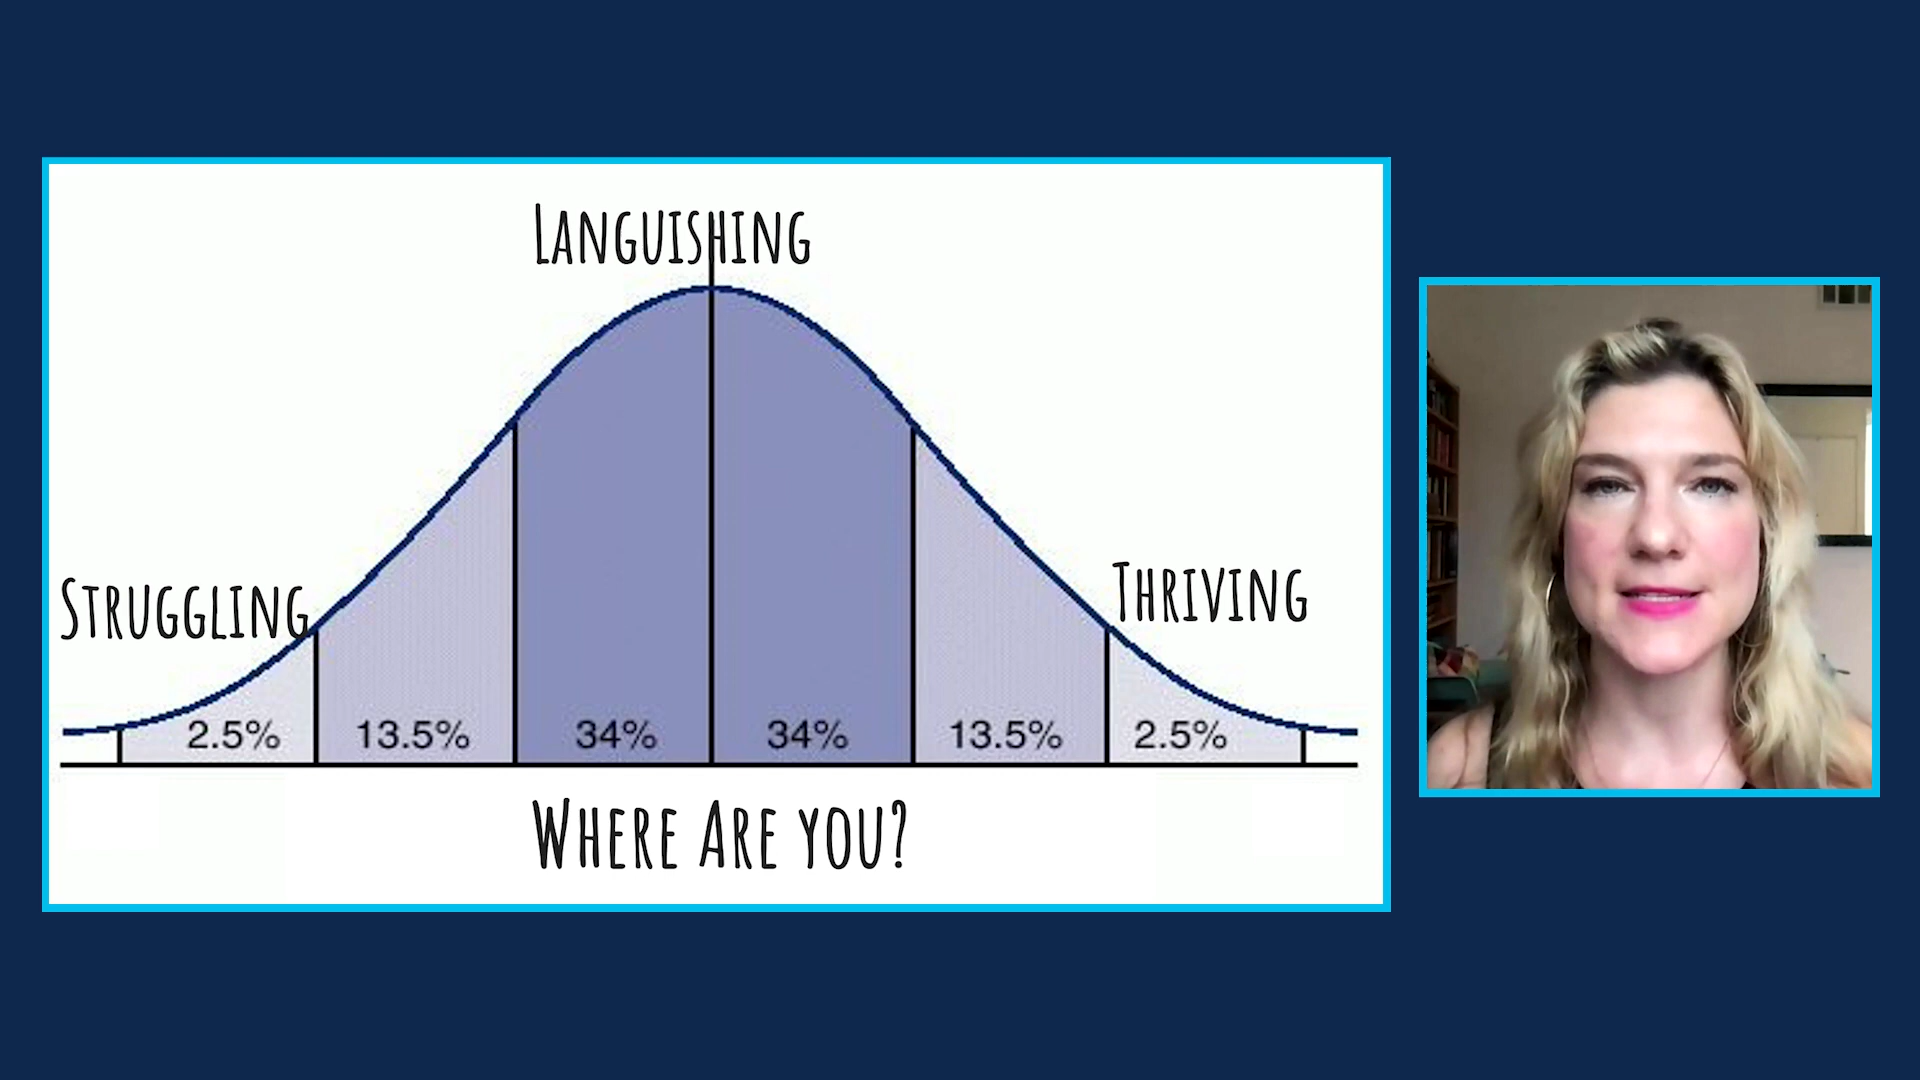 Languishing
Struggling
Thriving
2.5% 13.5% 34% 34% 13.5% 2.5%
Where Are you?